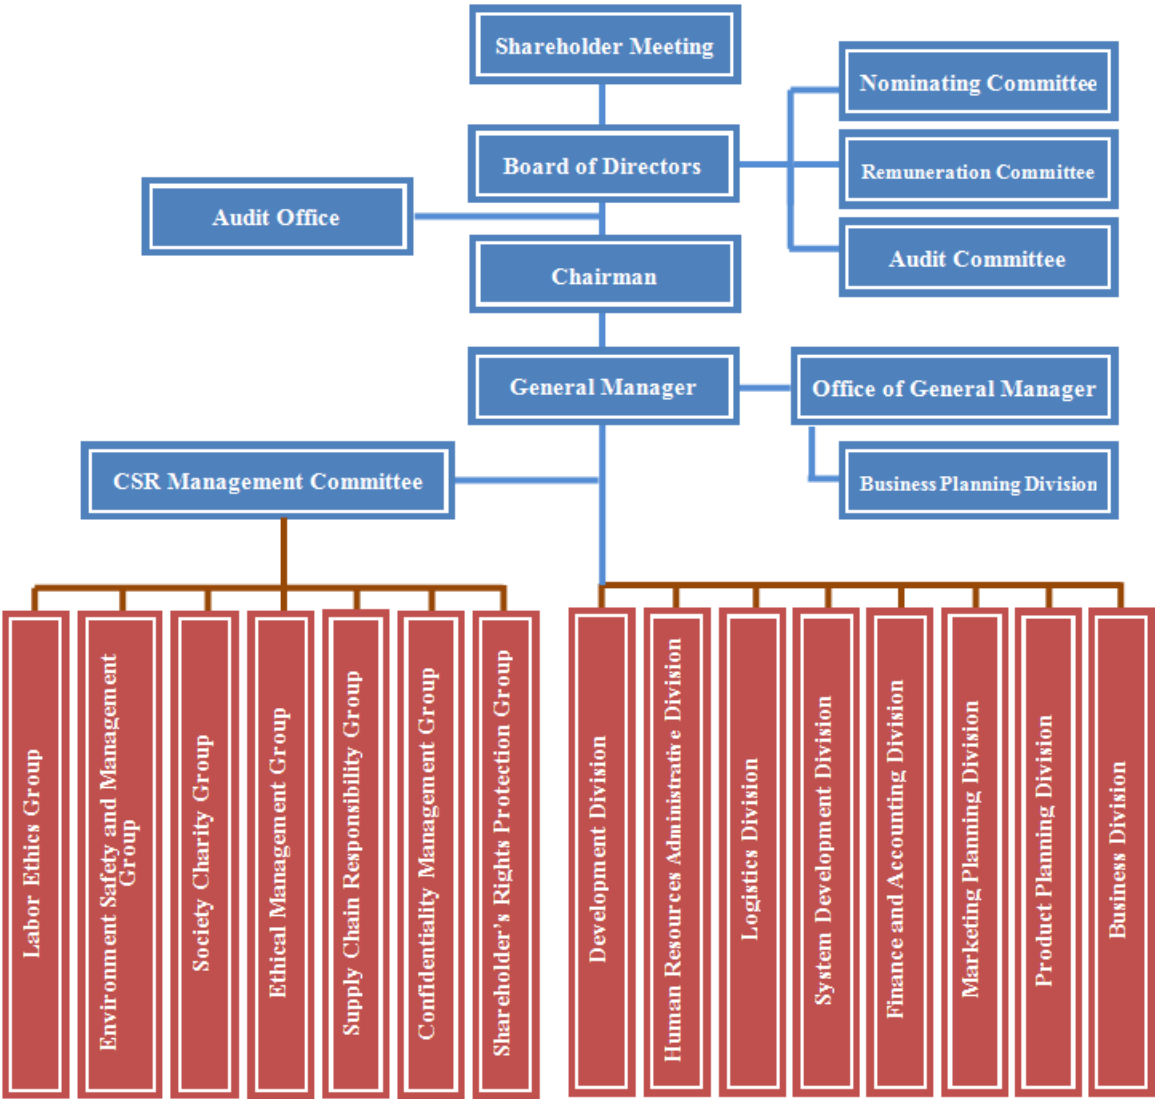 Shareholder Meeting
Nominating Committee
Board of Directors
Remuneration Committee
Audit Office
Audit Committee
Chairman
General Manager
Office of General Manager
CSR Management Committee
Business Planning Division
Labor Ethics Group
Environment Safety and Management
Group
Society Charity Group
Ethical Management Group
Supply Chain Responsibility Group
Confidentiality Management Group
Shareholder's Rights Protection Group
Development Division
Human Resources Administrative Division
Logistics Division
System Development Division
Finance and Accounting Division
Marketing Planning Division
Product Planning Division
Business Division